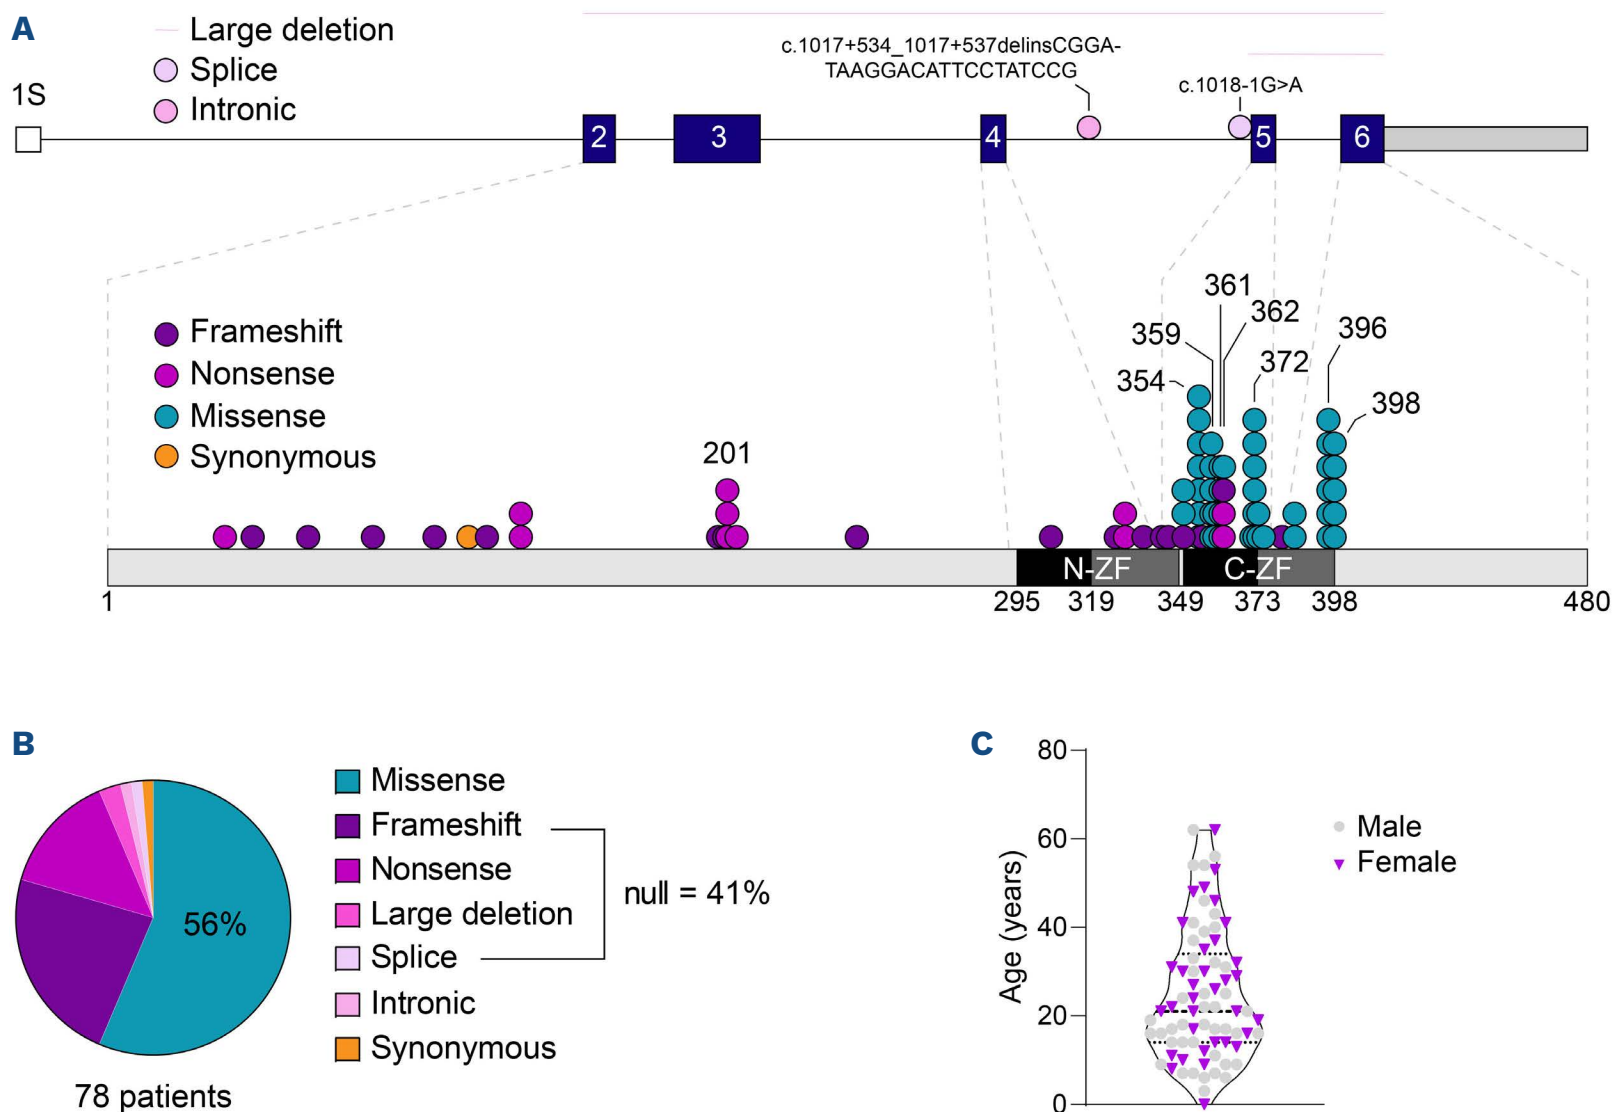 A
Large deletion
Splice
Intronic
c.1017+534_1017+537delinsCGGA-
TAAGGACATTCCTATCCG
c.1018-1G>A
1S
2
3
4
5
6
Frameshift
Nonsense
Missense
Synonymous
201
354
359
361
362
372
396
398
N-ZF
C-ZF
1
295
319
349
373
398
480
B
56%
78 patients
Missense
Frameshift
Nonsense
Large deletion
Splice
Intronic
Synonymous
null = 41%
C
Age (years)
80
60
40
20
0
Male
Female